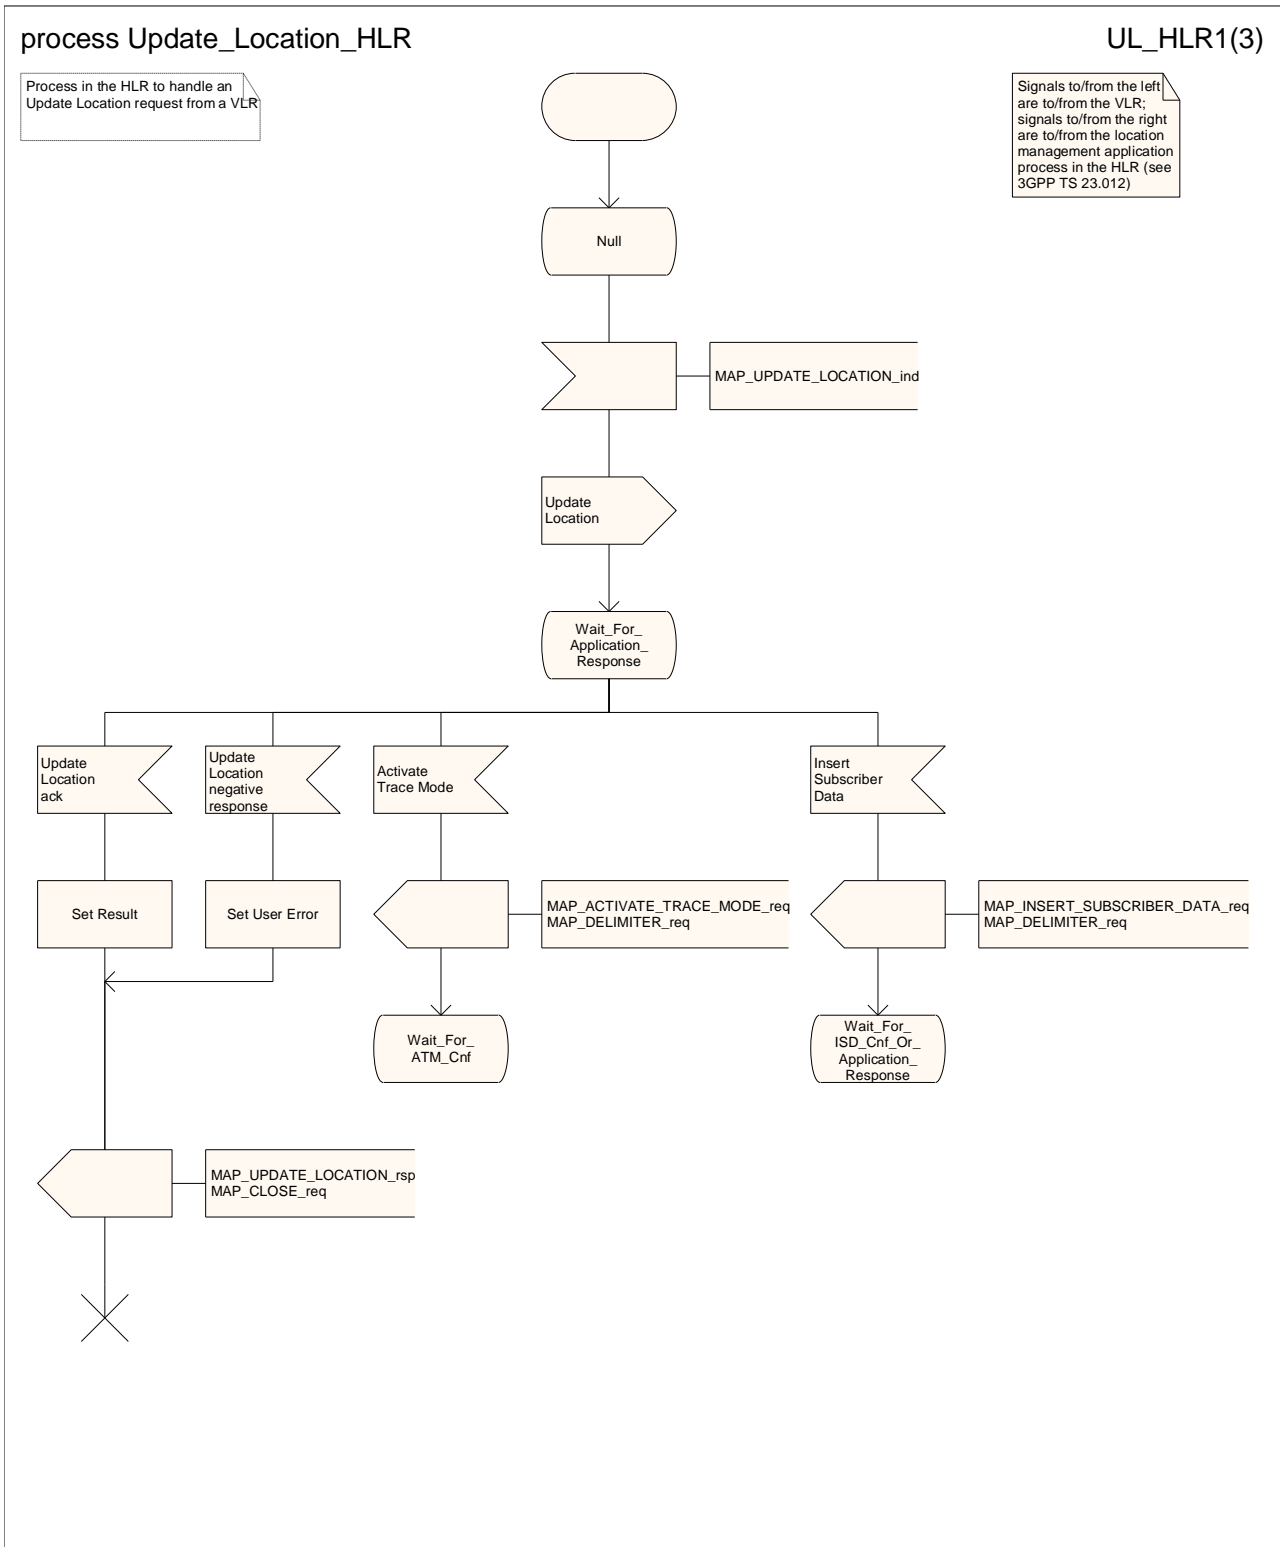 process Update_Location_HLR
UL_HLR1(3)
Process in the HLR to handle an
Update Location request from a VLR
Signals to/from the left
are to/from the VLR;
signals to/from the right
are to/from the location
management application
process in the HLR (see
3GPP TS 23.012)
Null
MAP_UPDATE_LOCATION_ind
Update
Location
Wait_For_
Application_
Response
Update
Location
ack
Update
Location
negative
response
Activate
Trace Mode
Insert
Subscriber
Data
Set Result
Set User Error
MAP_ACTIVATE_TRACE_MODE_req
MAP_DELIMITER_req
MAP_INSERT_SUBSCRIBER_DATA_req
MAP_DELIMITER_req
Wait_For_
ATM_Cnf
Wait_For_
ISD_Cnf_Or_
Application_
Response
MAP_UPDATE_LOCATION_rsp
MAP_CLOSE_req